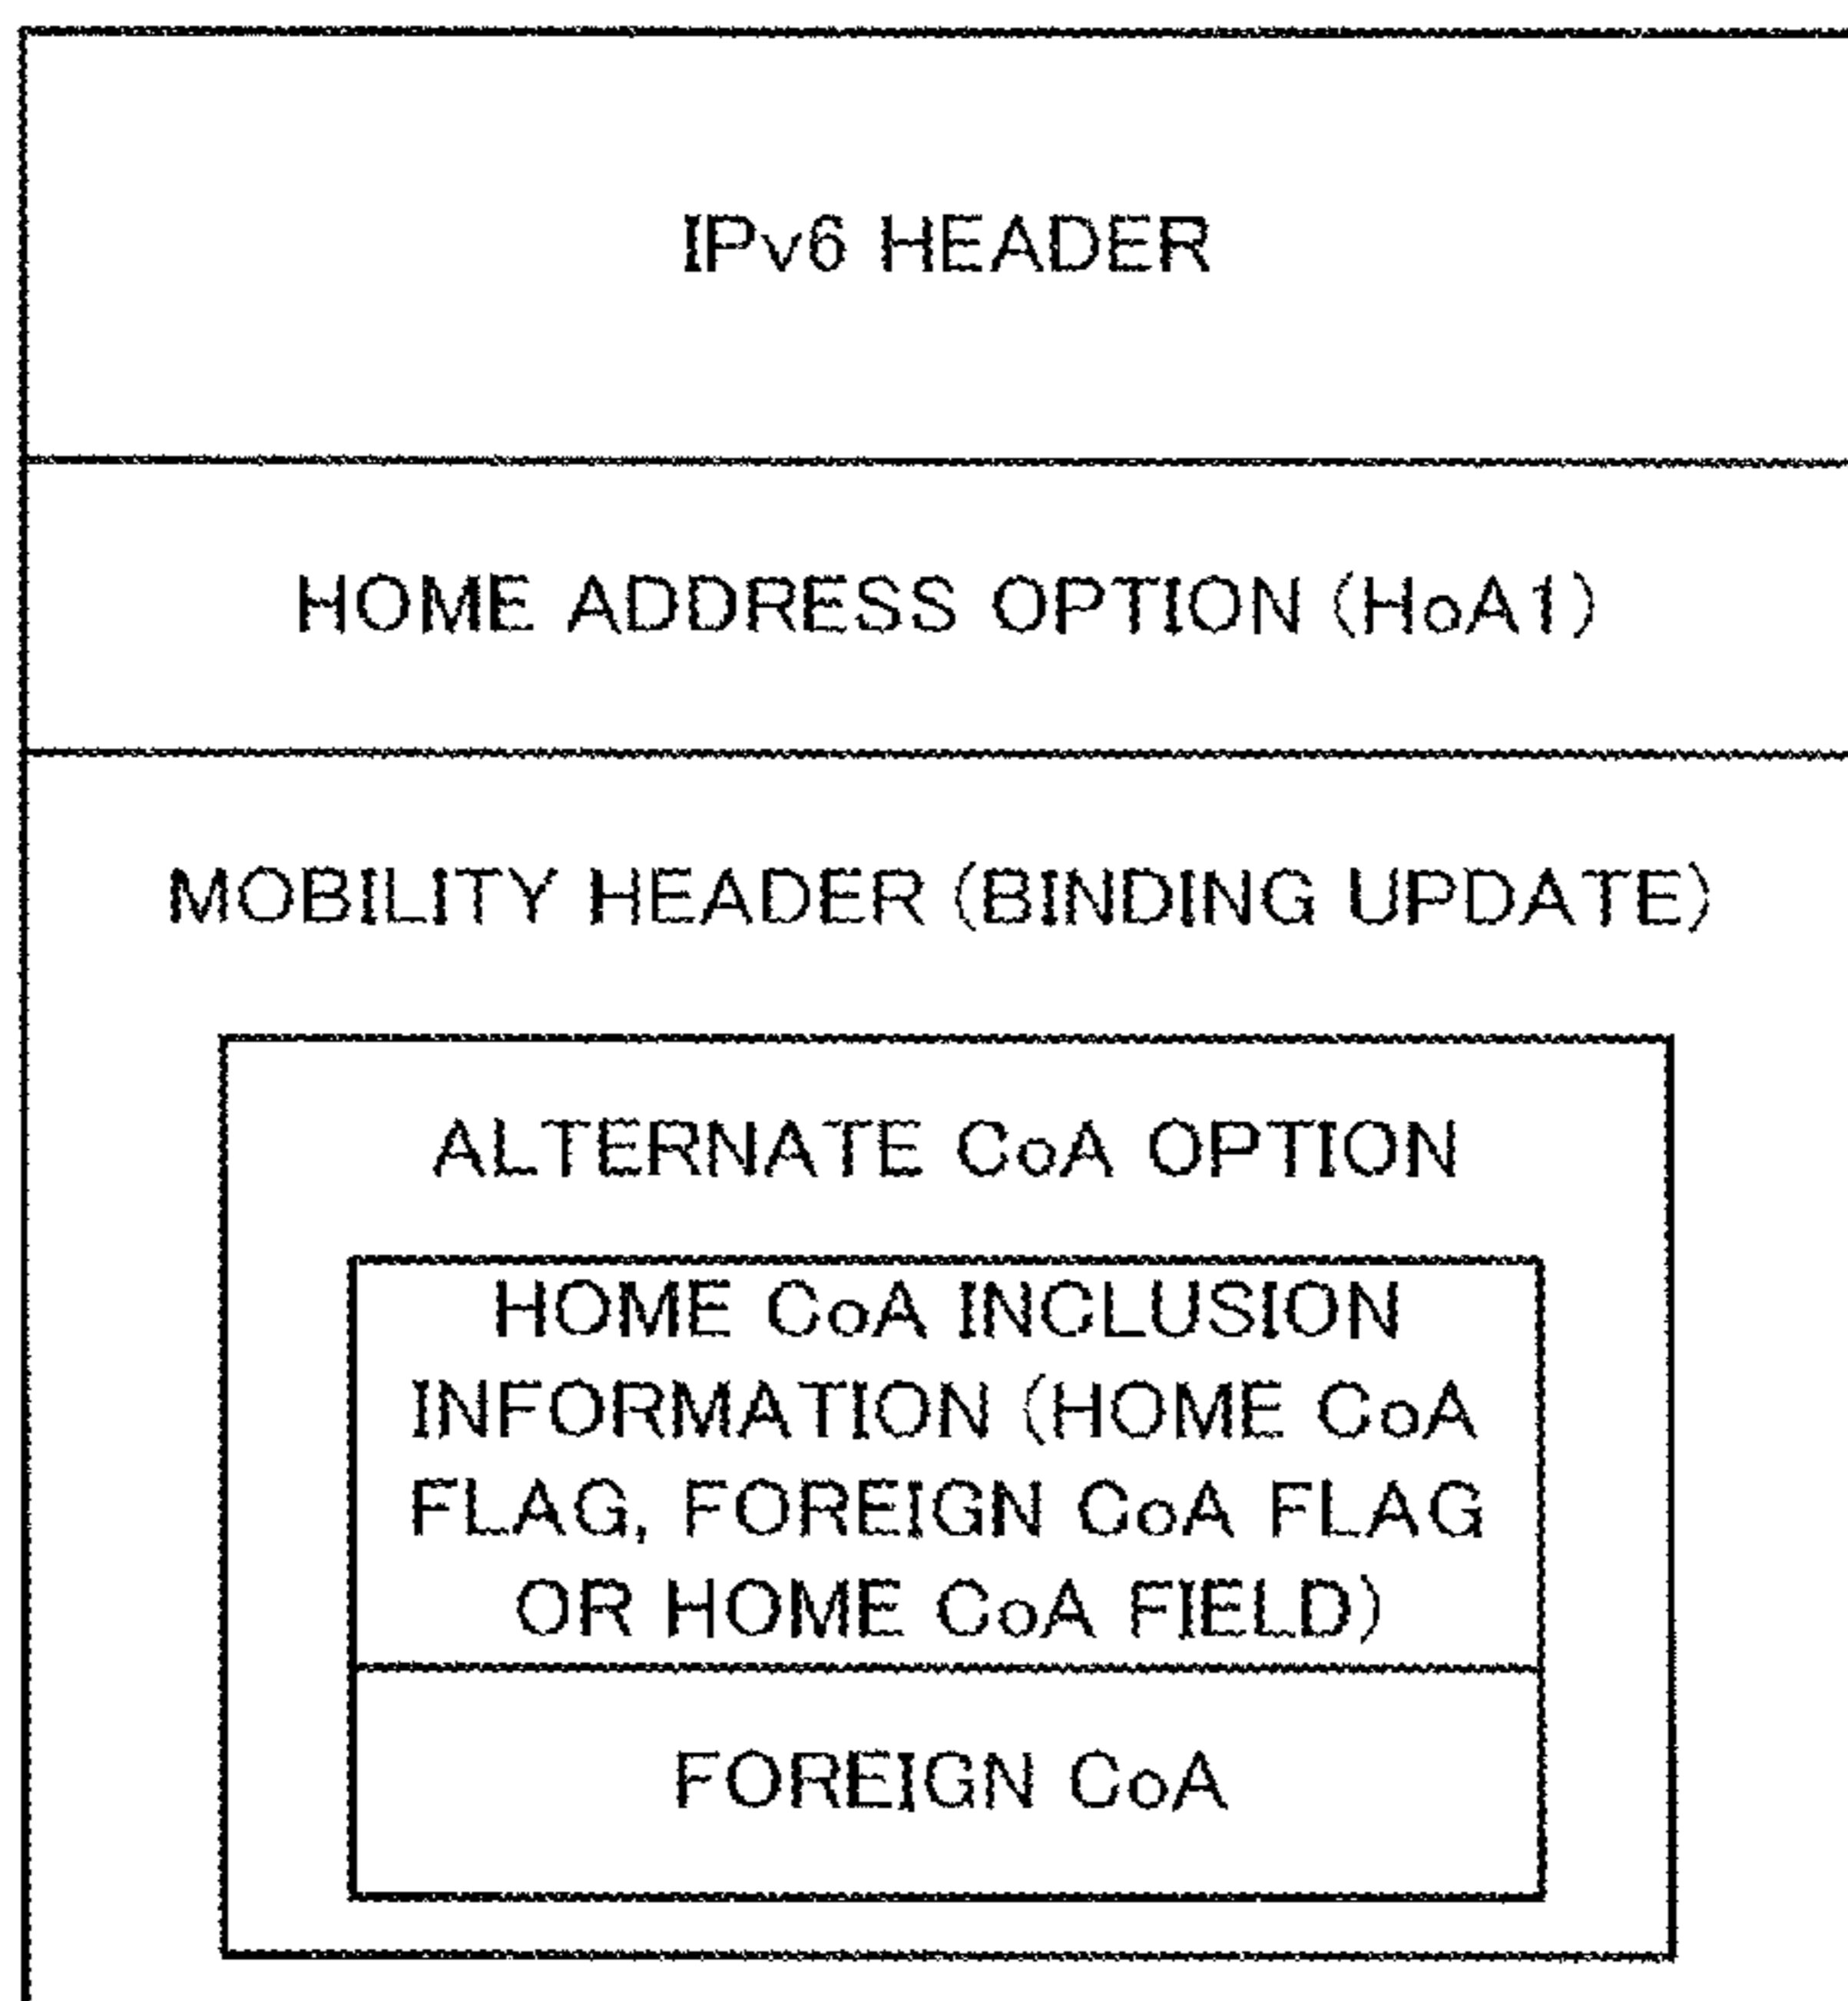 IPv6 HEADER
HOME ADDRESS OPTION (HoA1)
MOBILITY HEADER (BINDING UPDATE)
ALTERNATE CoA OPTION
HOME CoA INCLUSION
INFORMATION (HOME CoA
FLAG, FOREIGN CoA FLAG
OR HOME CoA FIELD)
FOREIGN CoA